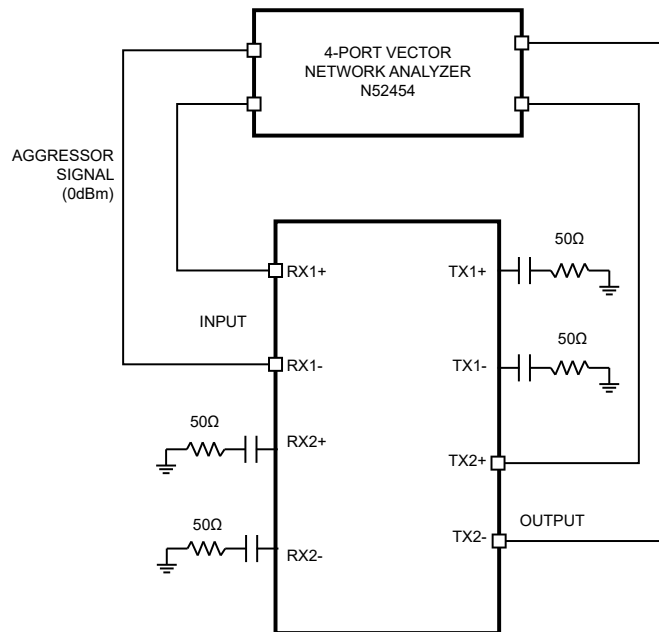 4-PORT VECTOR
NETWORK ANALYZER
N52454
AGGRESSOR
SIGNAL
(0dBm)
RX1+
TX1+
50Ω
INPUT
50Ω
RX1-
TX1-
50Ω
RX2+
TX2+
50Ω
OUTPUT
RX2-
TX2-